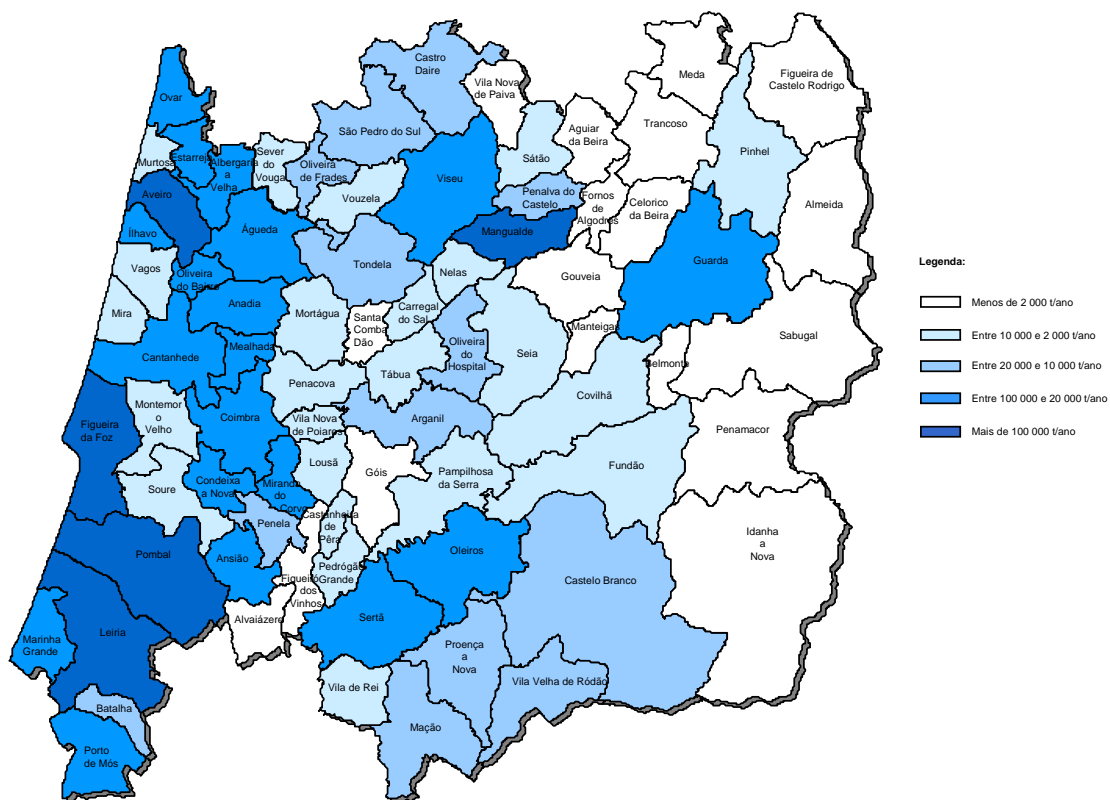 Castro
Daire
Vila Nova
de Paiva
Meda
Figueira de
Castelo Rodrigo
Ovar
São Pedro do Sul
Aguiar
da Beira
Trancoso
Murtosa
Estarreja
Albergaria
a
Velha
Sever
do
Vouga
Oliveira
de Frades
Sátão
Pinhel
Viseu
Vouzela
Penalva do
Castelo
Fornos
de
Algodres
Celorico
da Beira
Almeida
Aveiro
Ílhavo
Águeda
Mangualde
Guarda
Vagos
Oliveira
do Bairro
Tondela
Nelas
Gouveia
Anadia
Mortágua
Santa
Comba
Dão
Carregal
do Sal
Mira
Manteigas
Sabugal
Cantanhede
Mealhada
Oliveira
do
Hospital
Seia
Belmonte
Tábua
Penacova
Covilhã
Montemor
o
Velho
Figueira
da Foz
Coimbra
Vila Nova
de Poiares
Arganil
Penamacor
Lousã
Góis
Pampilhosa
da Serra
Fundão
Soure
Condeixa
a Nova
Miranda
do
Corvo
Castanheira
de
Pêra
Penela
Idanha
a
Nova
Pombal
Ansião
Oleiros
Pedrógão
Grande
Figueiró
dos
Vinhos
Castelo Branco
Alvaiázere
Sertã
Leiria
Marinha
Grande
Proença
a
Nova
Vila de Rei
Vila Velha de Ródão
Batalha
Mação
Porto
de Mós
Legenda:
Menos de 2 000 t/ano
Entre 10 000 e 2 000 t/ano
Entre 20 000 e 10 000 t/ano
Entre 100 000 e 20 000 t/ano
Mais de 100 000 t/ano